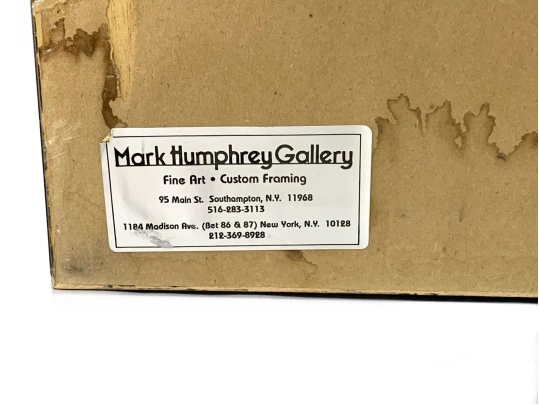 Mark Humphrey Gallery
Fine Art • Custom Framing
95 Main St. Southampton, N.Y. 11968
516-283-3113
1184 Madison Ave. (Bet 86 & 87) New York, N.Y. 10128
212-369-8928